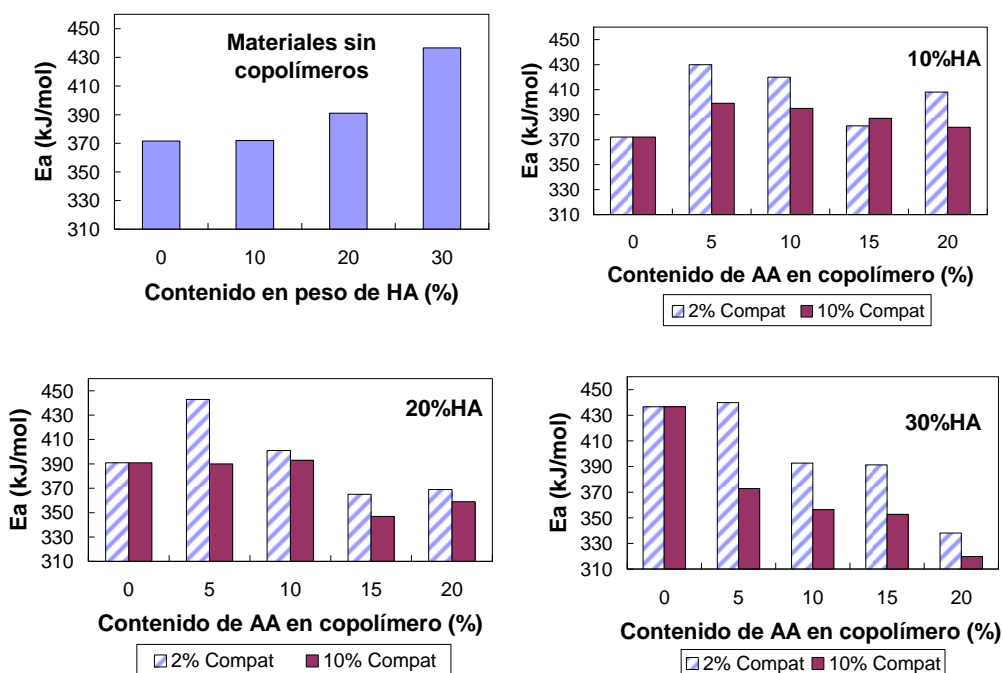 Materiales sin
copolímeros
Ea (kJ/mol)
450
430
410
390
370
350
330
310
0 10 20 30
Contenido en peso de HA (%)
10%HA
Ea (kJ/mol)
450
430
410
390
370
350
330
310
0 5 10 15 20
Contenido de AA en copolímero (%)
2% Compat 10% Compat
20%HA
Ea (kJ/mol)
450
430
410
390
370
350
330
310
0 5 10 15 20
Contenido de AA en copolímero (%)
2% Compat 10% Compat
30%HA
Ea (kJ/mol)
450
430
410
390
370
350
330
310
0 5 10 15 20
Contenido de AA en copolímero (%)
2% Compat 10% Compat